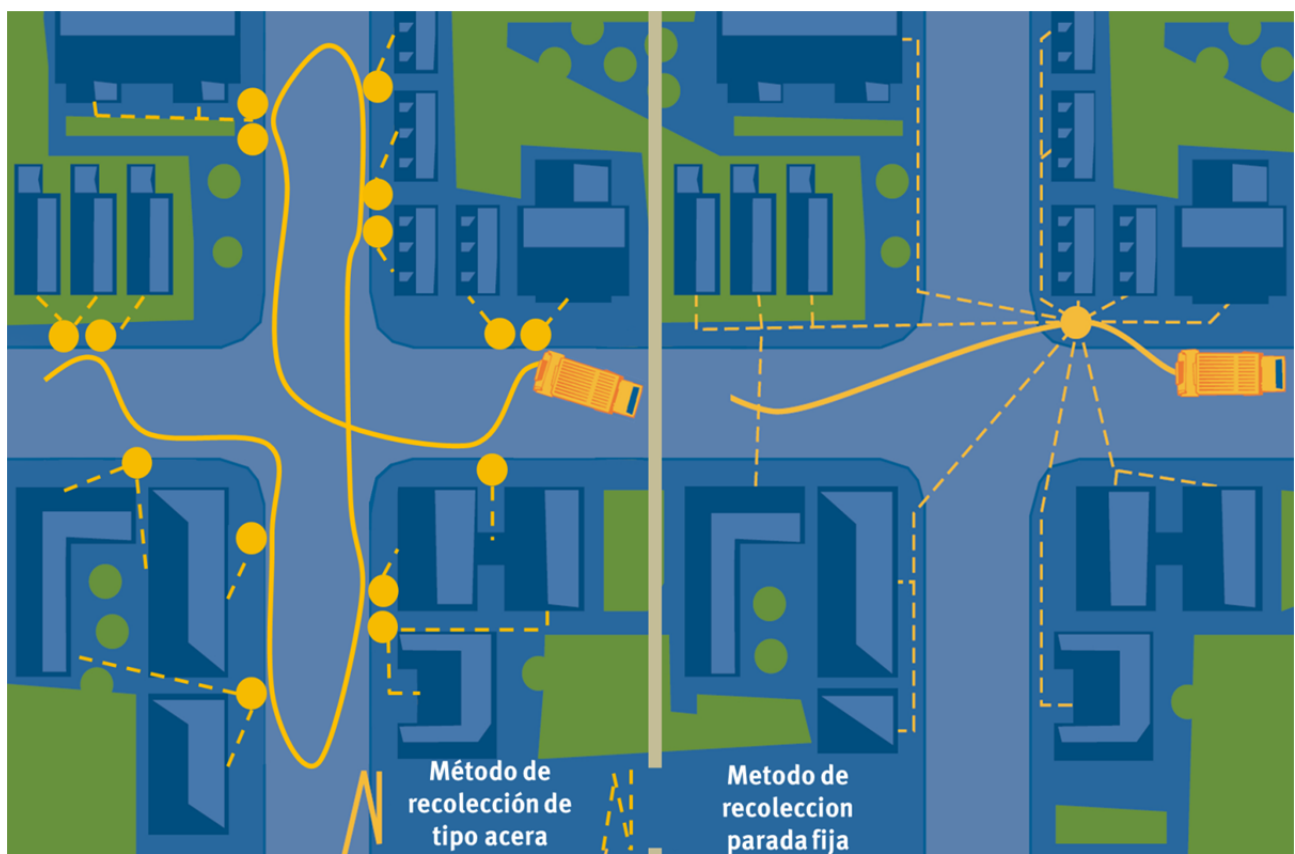 Método de
recolección de
tipo acera
Metodo de
recoleccion
parada fija